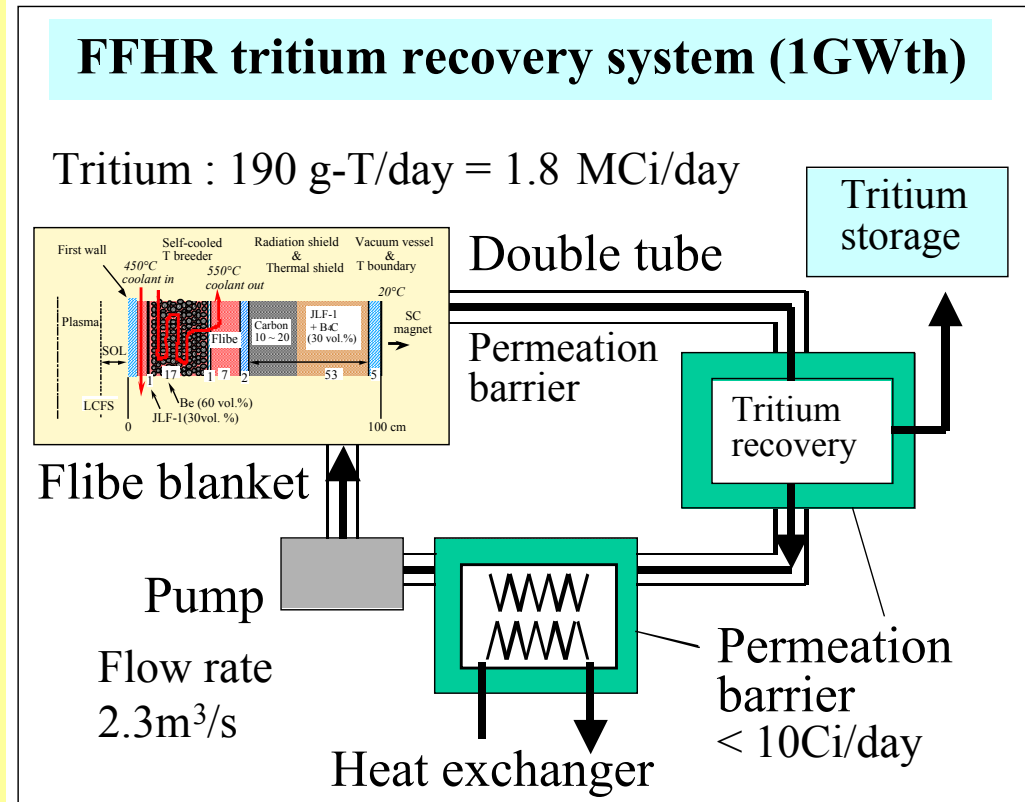 FFHR tritium recovery system (1GWth)
Tritium : 190 g-T/day = 1.8 MCi/day
Tritium
storage
First wall
Self-cooled
T breeder
Radiation shield
&
Thermal shield
Vacuum vessel
&
T boundary
450°C
coolant in
550°C
coolant out
20°C
Plasma
SOL
Flibe
Carbon
10 ~ 20
JLF-1
+ B4C
(30 vol.%)
SC
magnet
1
17
1
7
2
53
5
LCFS
Be (60 vol.%)
JLF-1(30vol. %)
0
100 cm
Double tube
Permeation
barrier
Tritium
recovery
Flibe blanket
Pump
Flow rate
2.3m³/s
Heat exchanger
Permeation
barrier
< 10Ci/day